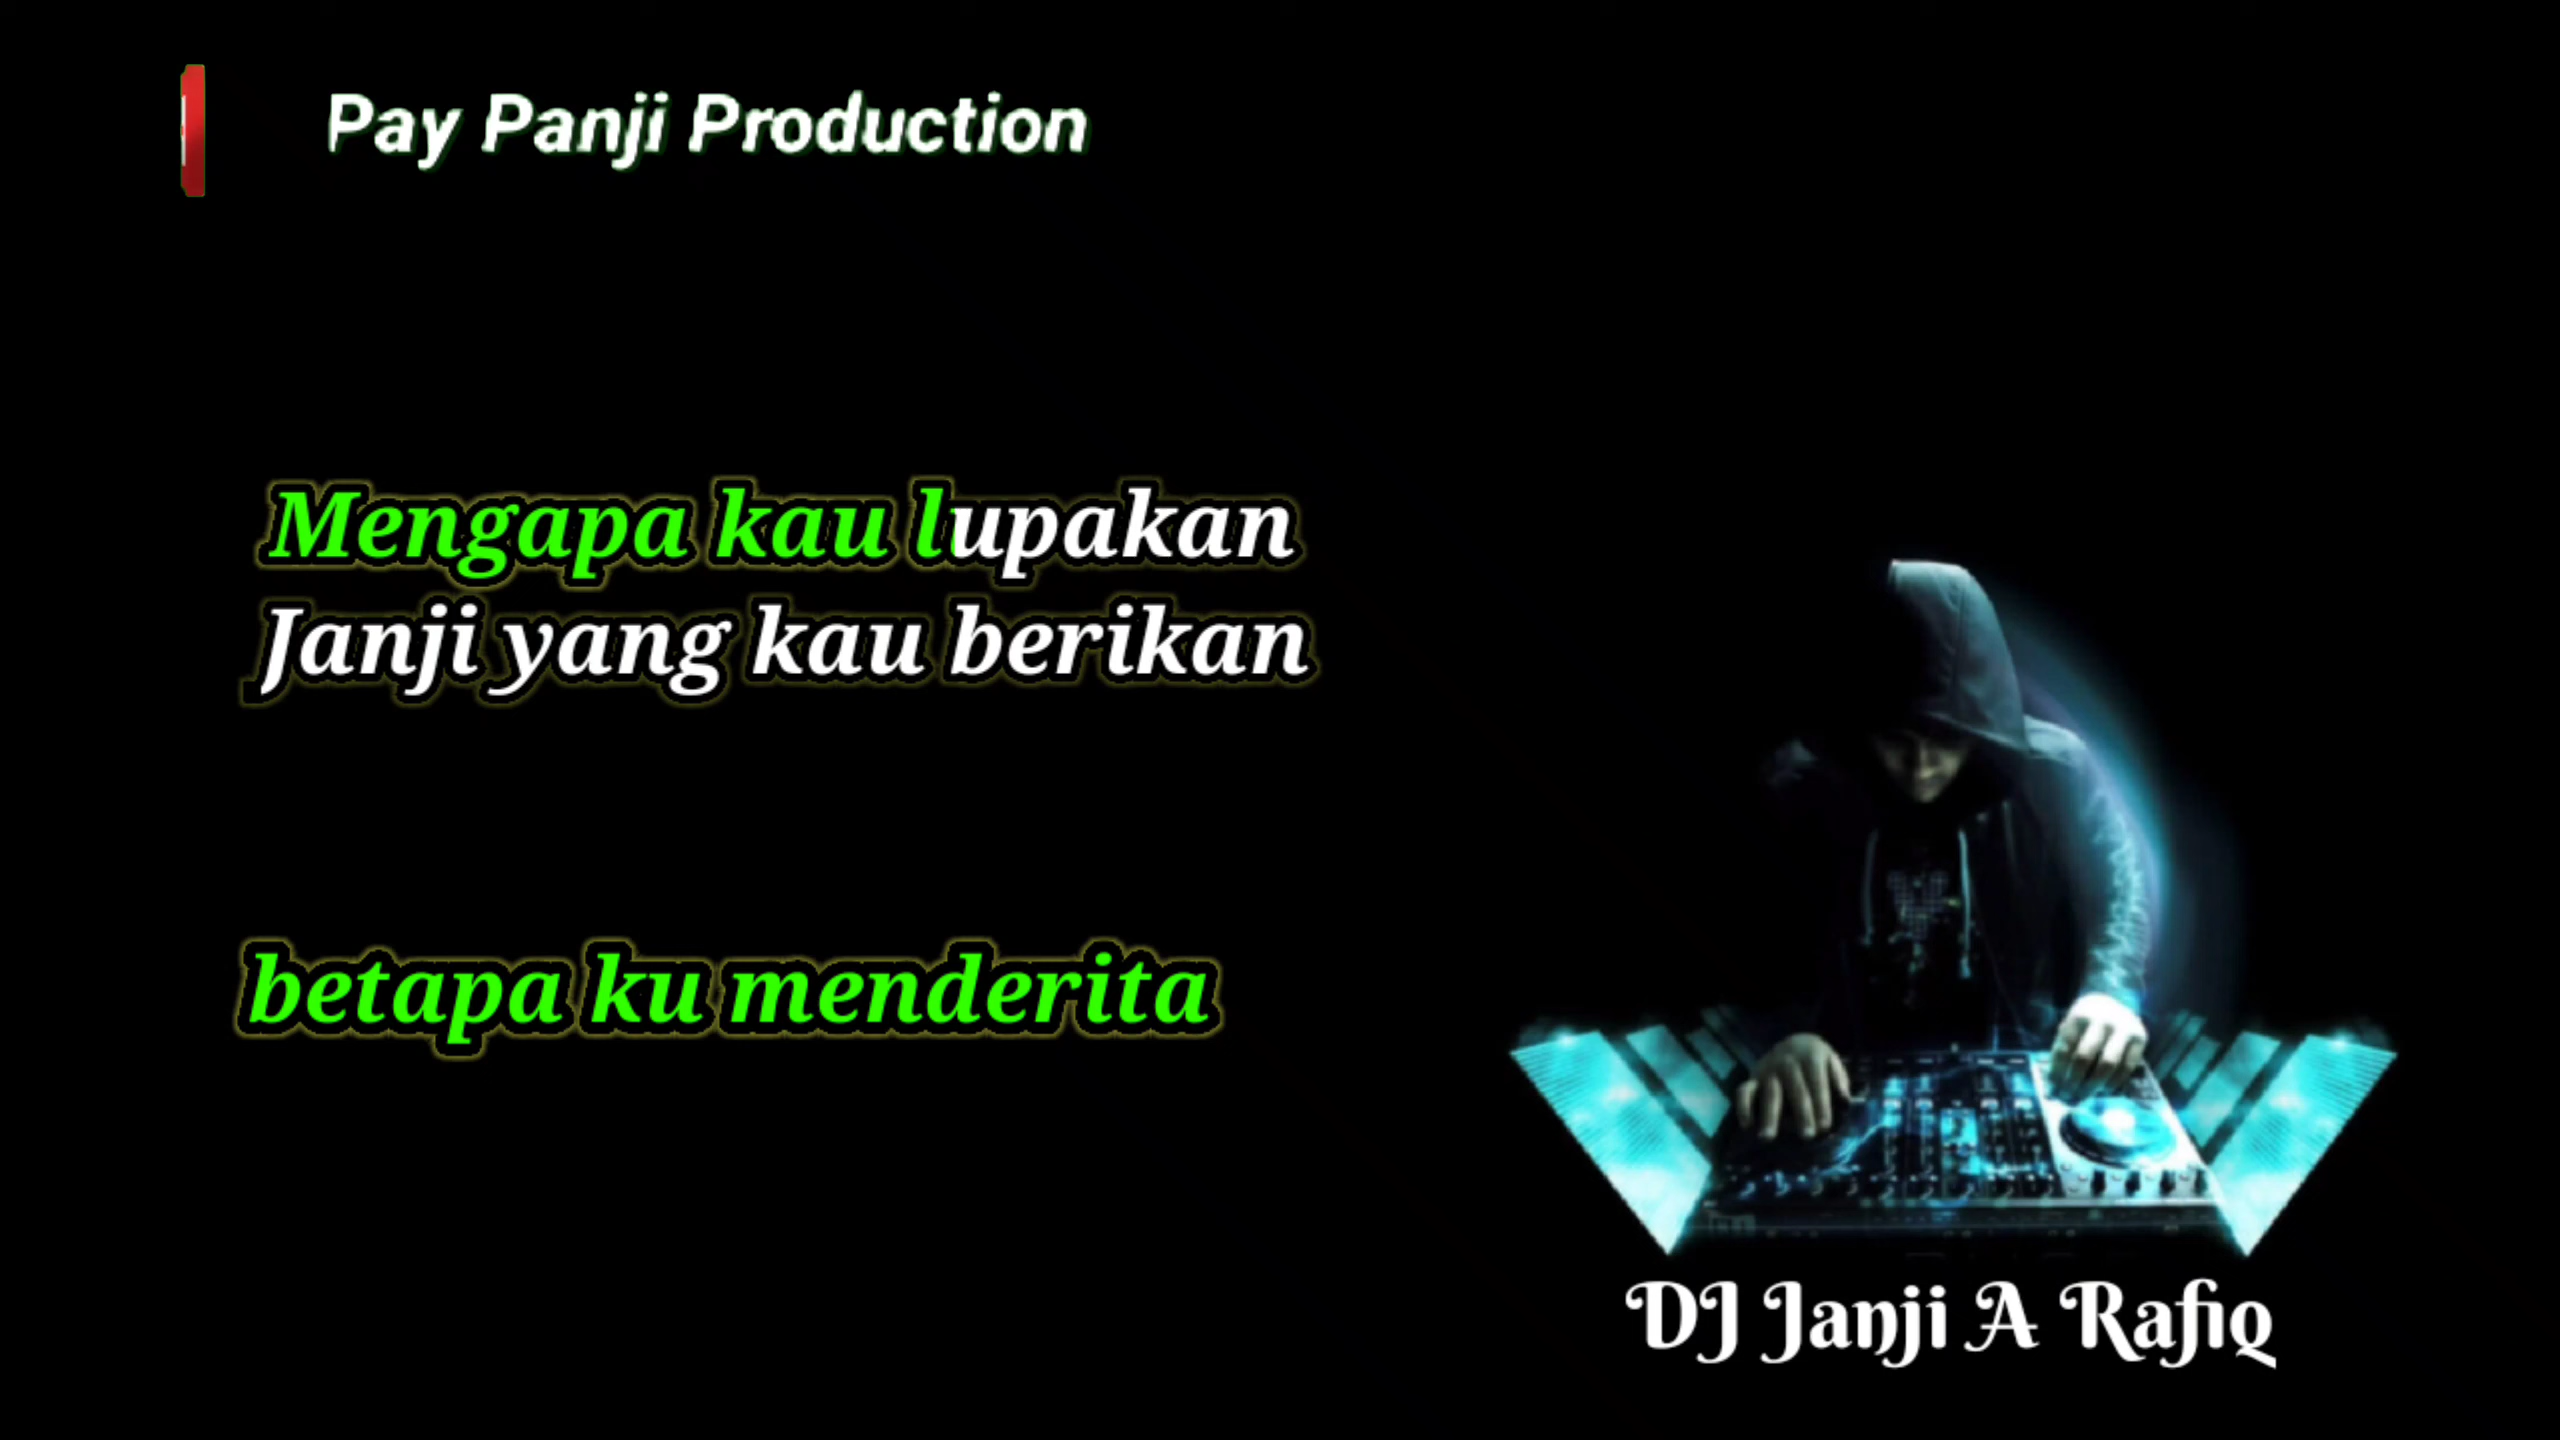 Pay Panji Production
Mengapa kau lupakan
Janji yang kau berikan
betapa ku menderita
DJ Janji A Rafiq